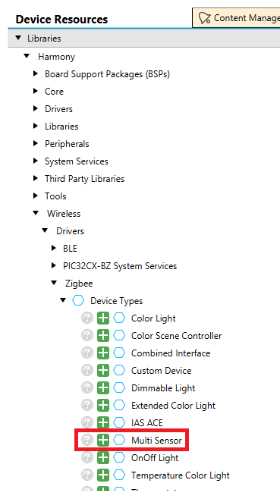 Device Resources
Content Manage
Libraries
Harmony
Board Support Packages (BSPs)
Core
Drivers
Libraries
Peripherals
System Services
Third Party Libraries
Tools
Wireless
Drivers
BLE
PIC32CX-BZ System Services
Zigbee
Device Types
Color Light
Color Scene Controller
Combined Interface
Custom Device
Dimmable Light
Extended Color Light
IAS ACE
Multi Sensor
OnOff Light
Temperature Color Light